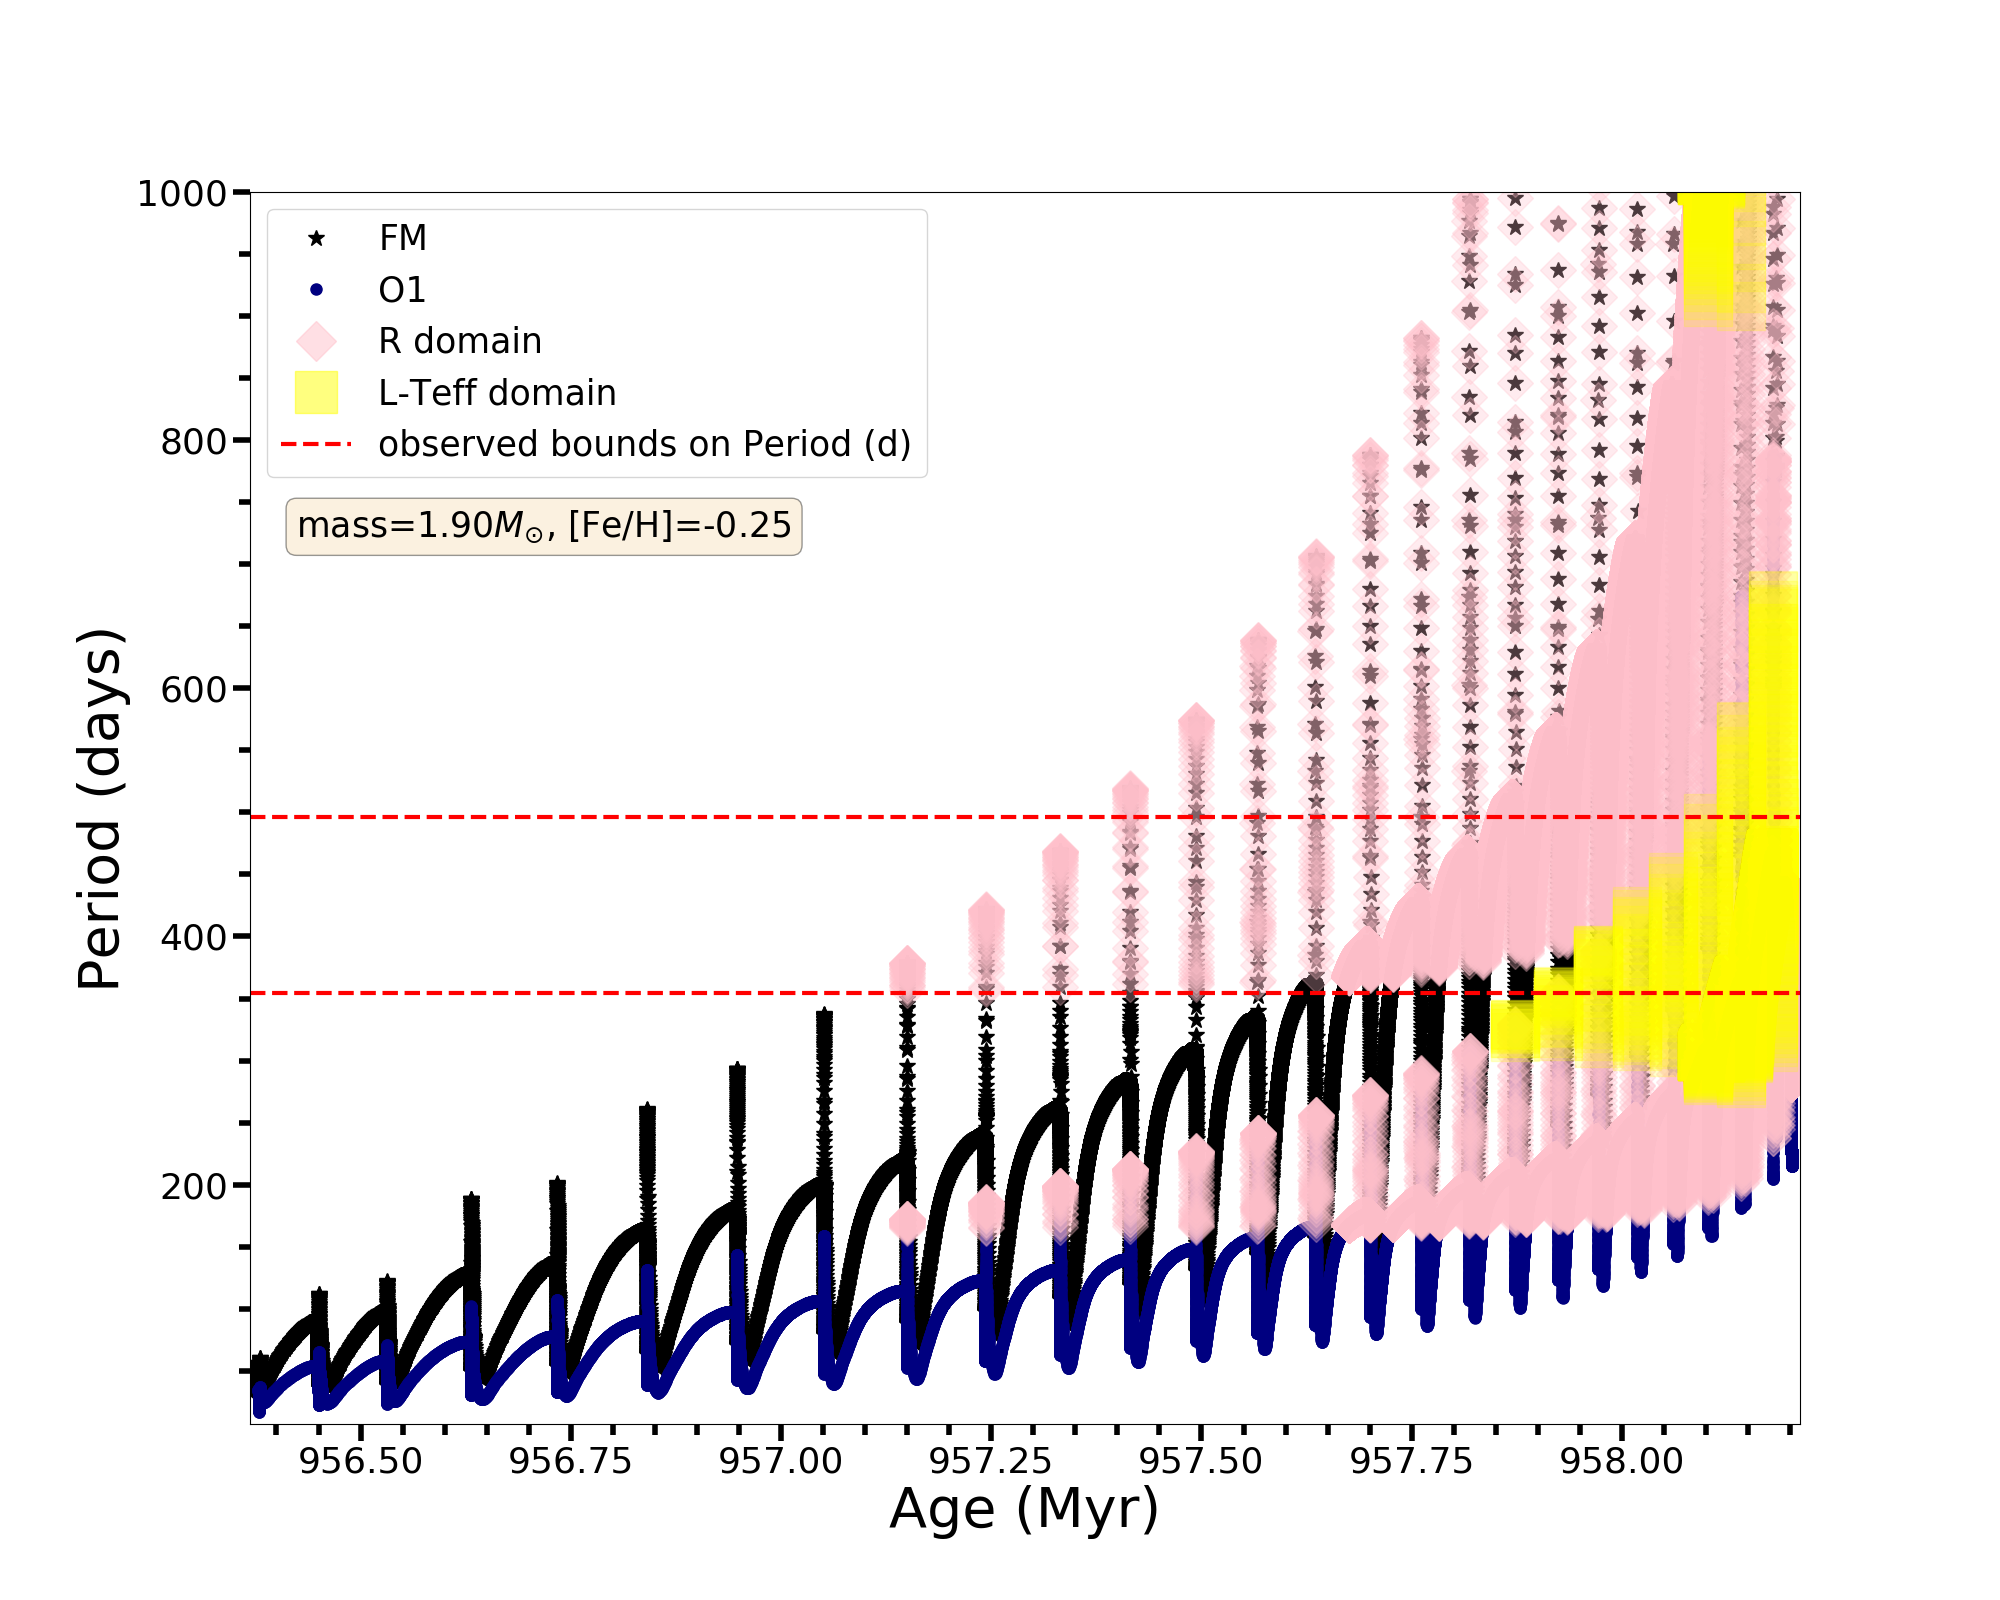 1000
800
600
400
200
Period (days)
FM
O1
R domain
L-Teff domain
observed bounds on Period (d)
mass=1.90M⊙, [Fe/H]=-0.25
956.50 956.75 957.00 957.25 957.50 957.75 958.00
Age (Myr)